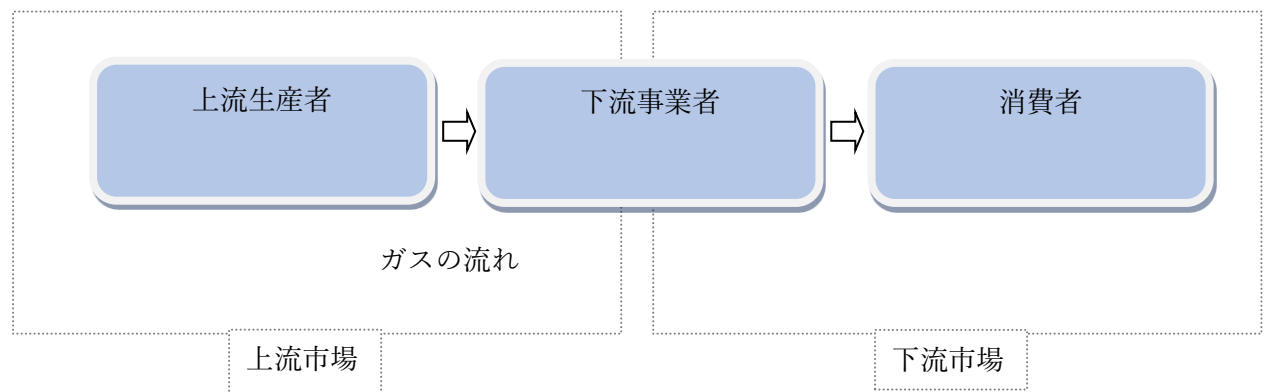 上流生産者
下流事業者
消費者
ガスの流れ
上流市場
下流市場